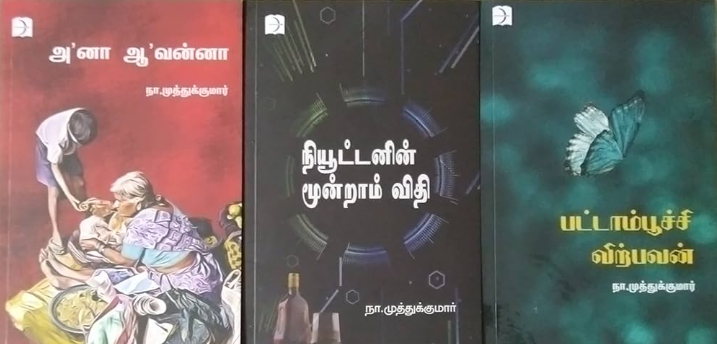 அ'னா ஆ'வன்னா
நா.முத்துக்குமார்
நியூட்டனின்
மூன்றாம் விதி
நா.முத்துக்குமார்
பட்டாம்பூச்சி
விற்பவன்
நா.முத்துக்குமார்